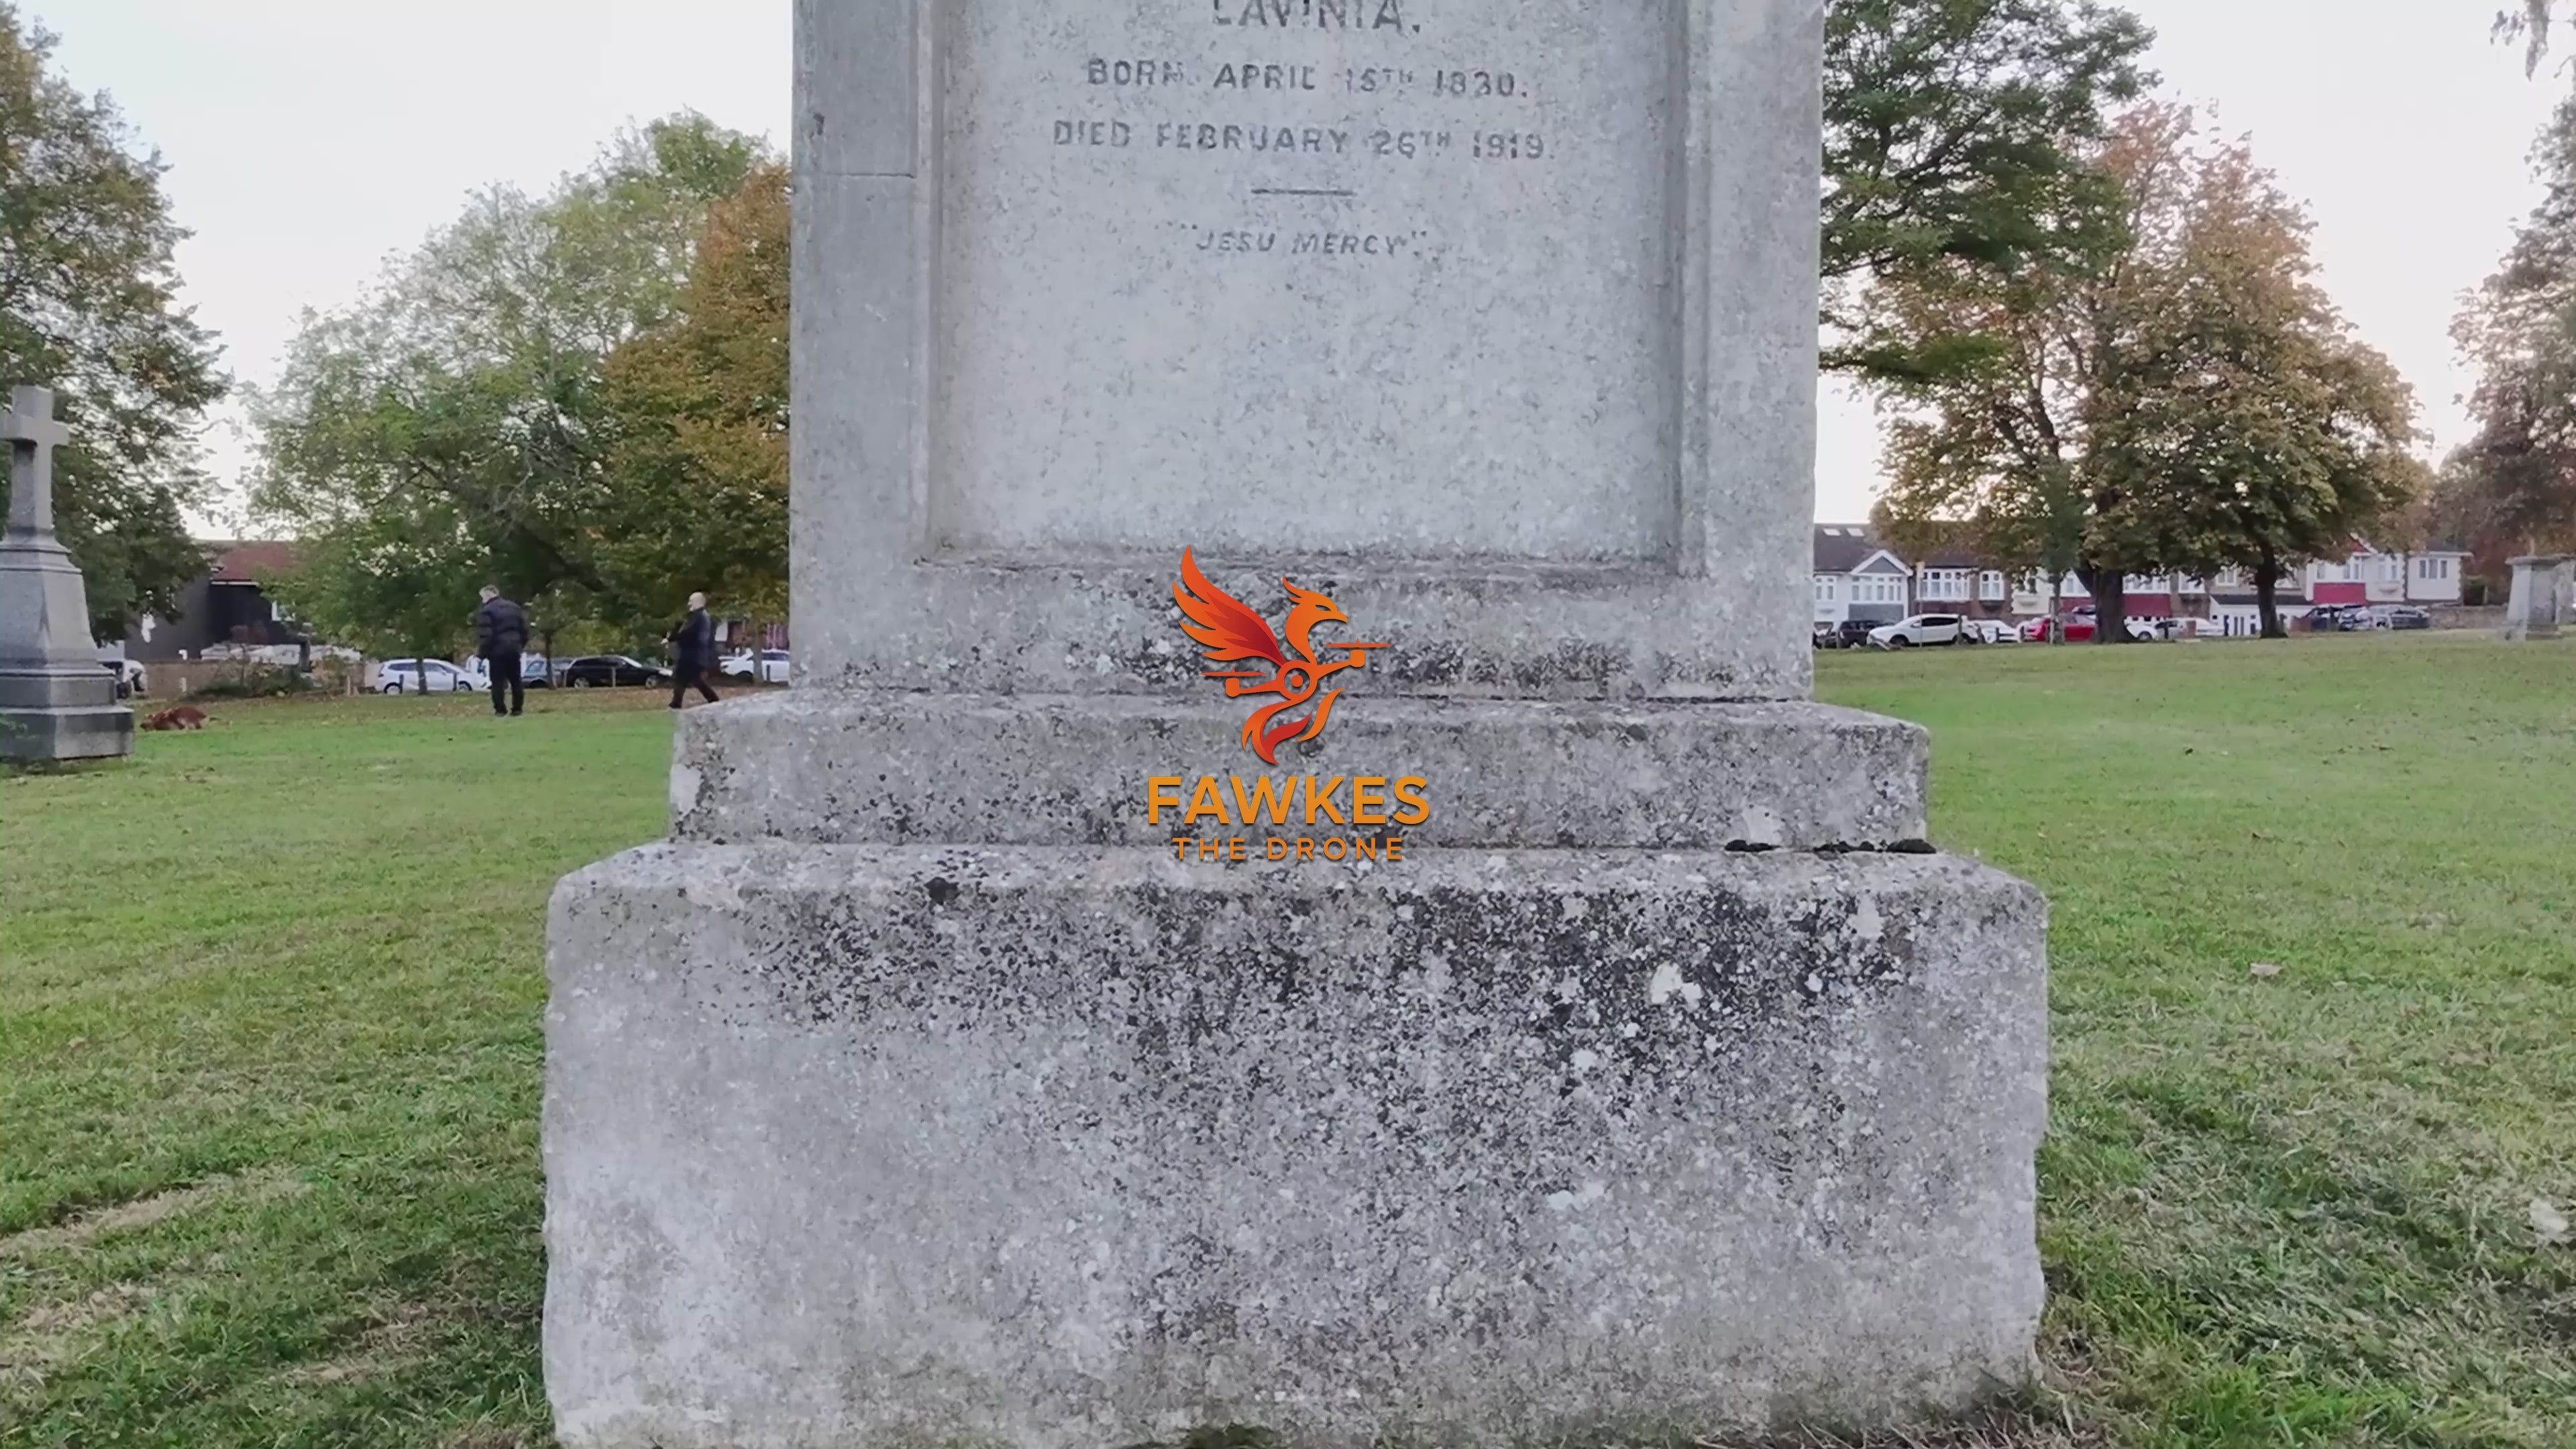 LAVINIA.
BORN APRIL 15TH 1830.
DIED FEBRUARY 26TH 1919.
"JESU MERCY".
FAWKES
THE DRONE